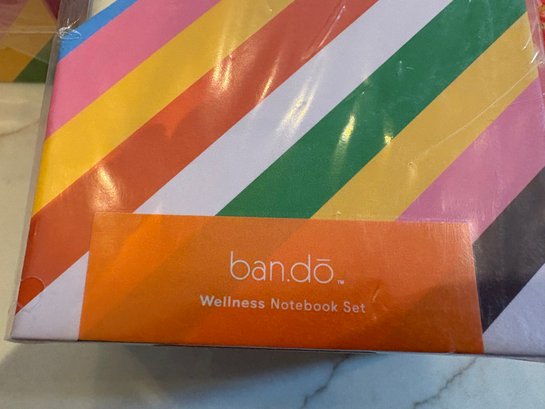 ban.dō™
Wellness Notebook Set